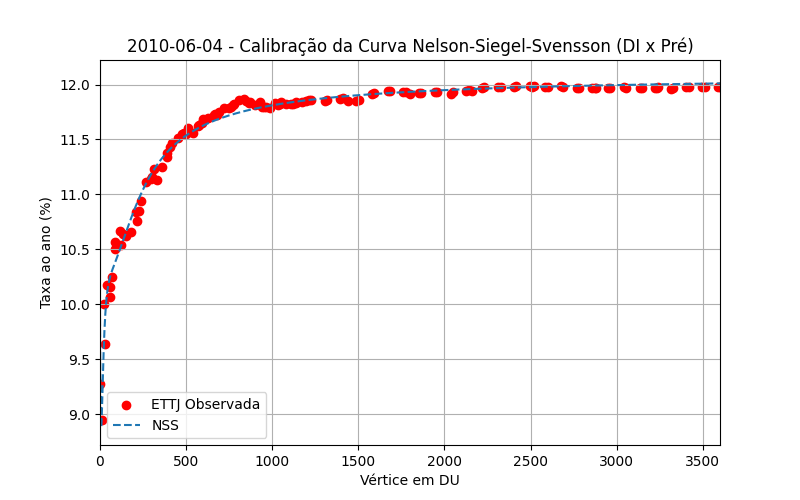 2010-06-04 - Calibração da Curva Nelson-Siegel-Svensson (DI x Pré)
12.0
11.5
11.0
10.5
10.0
9.5
9.0
Taxa ao ano (%)
ETTJ Observada
NSS
0 500 1000 1500 2000 2500 3000 3500
Vértice em DU